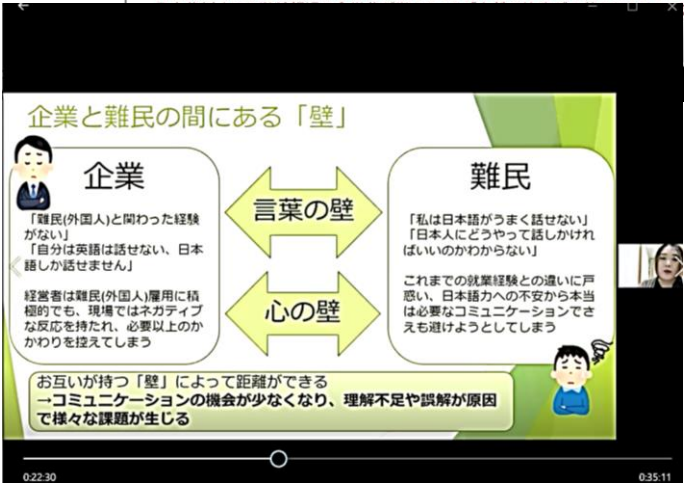 企業と難民の間にある「壁」
企業
「難民(外国人)と関わった経験
がない」
「自分は英語は話せない、日本
語しか話せません」
経営者は難民(外国人)雇用に積
極的でも、現場ではネガティブ
な反応を持たれ、必要以上のか
かわりを控えてしまう
言葉の壁
心の壁
難民
「私は日本語がうまく話せない」
「日本人にどうやって話しかけれ
ばいいのかわからない」
これまでの就業経験との違いに戸
惑い、日本語力への不安から本当
は必要なコミュニケーションでさ
えも避けようとしてしまう
お互いが持つ「壁」によって距離ができる
→コミュニケーションの機会が少なくなり、理解不足や誤解が原因
で様々な課題が生じる
0:22:30
0:35:11